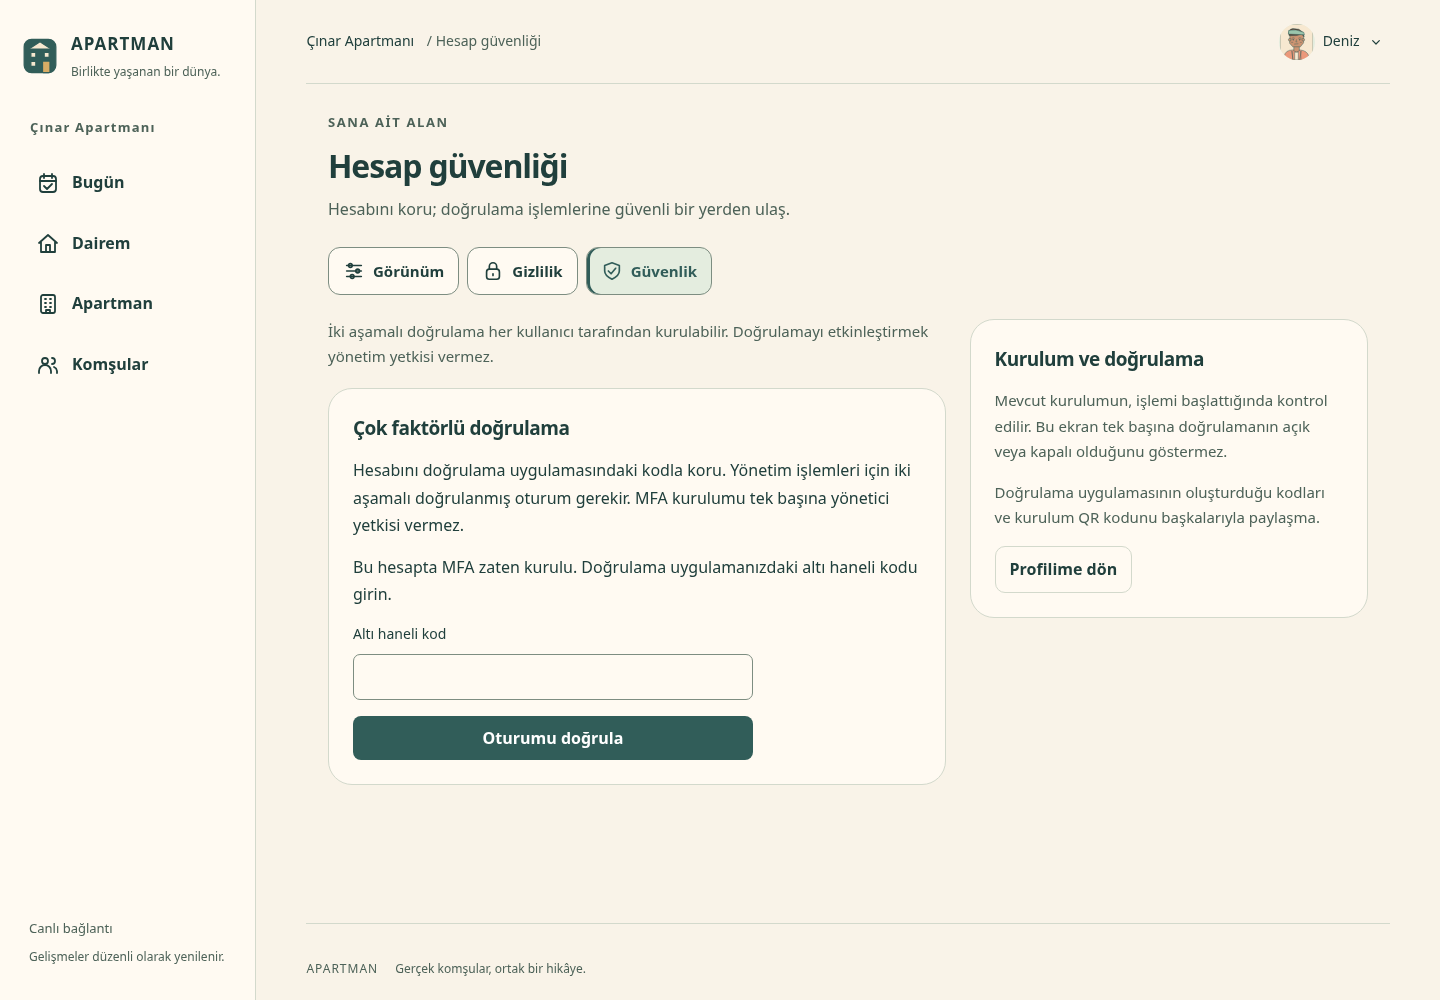 APARTMAN
Birlikte yaşanan bir dünya.
Çınar Apartmanı
Bugün
Dairem
Apartman
Komşular
Canlı bağlantı
Gelişmeler düzenli olarak yenilenir.
Çınar Apartmanı / Hesap güvenliği
Deniz
SANA AİT ALAN
Hesap güvenliği
Hesabını koru; doğrulama işlemlerine güvenli bir yerden ulaş.
Görünüm
Gizlilik
Güvenlik
İki aşamalı doğrulama her kullanıcı tarafından kurulabilir. Doğrulamayı etkinleştirmek
yönetim yetkisi vermez.
Çok faktörlü doğrulama
Hesabını doğrulama uygulamasındaki kodla koru. Yönetim işlemleri için iki
aşamalı doğrulanmış oturum gerekir. MFA kurulumu tek başına yönetici
yetkisi vermez.
Bu hesapta MFA zaten kurulu. Doğrulama uygulamanızdaki altı haneli kodu
girin.
Altı haneli kod
Oturumu doğrula
Kurulum ve doğrulama
Mevcut kurulumun, işlemi başlattığında kontrol
edilir. Bu ekran tek başına doğrulamanın açık
veya kapalı olduğunu göstermez.
Doğrulama uygulamasının oluşturduğu kodları
ve kurulum QR kodunu başkalarıyla paylaşma.
Profilime dön
APARTMAN Gerçek komşular, ortak bir hikâye.